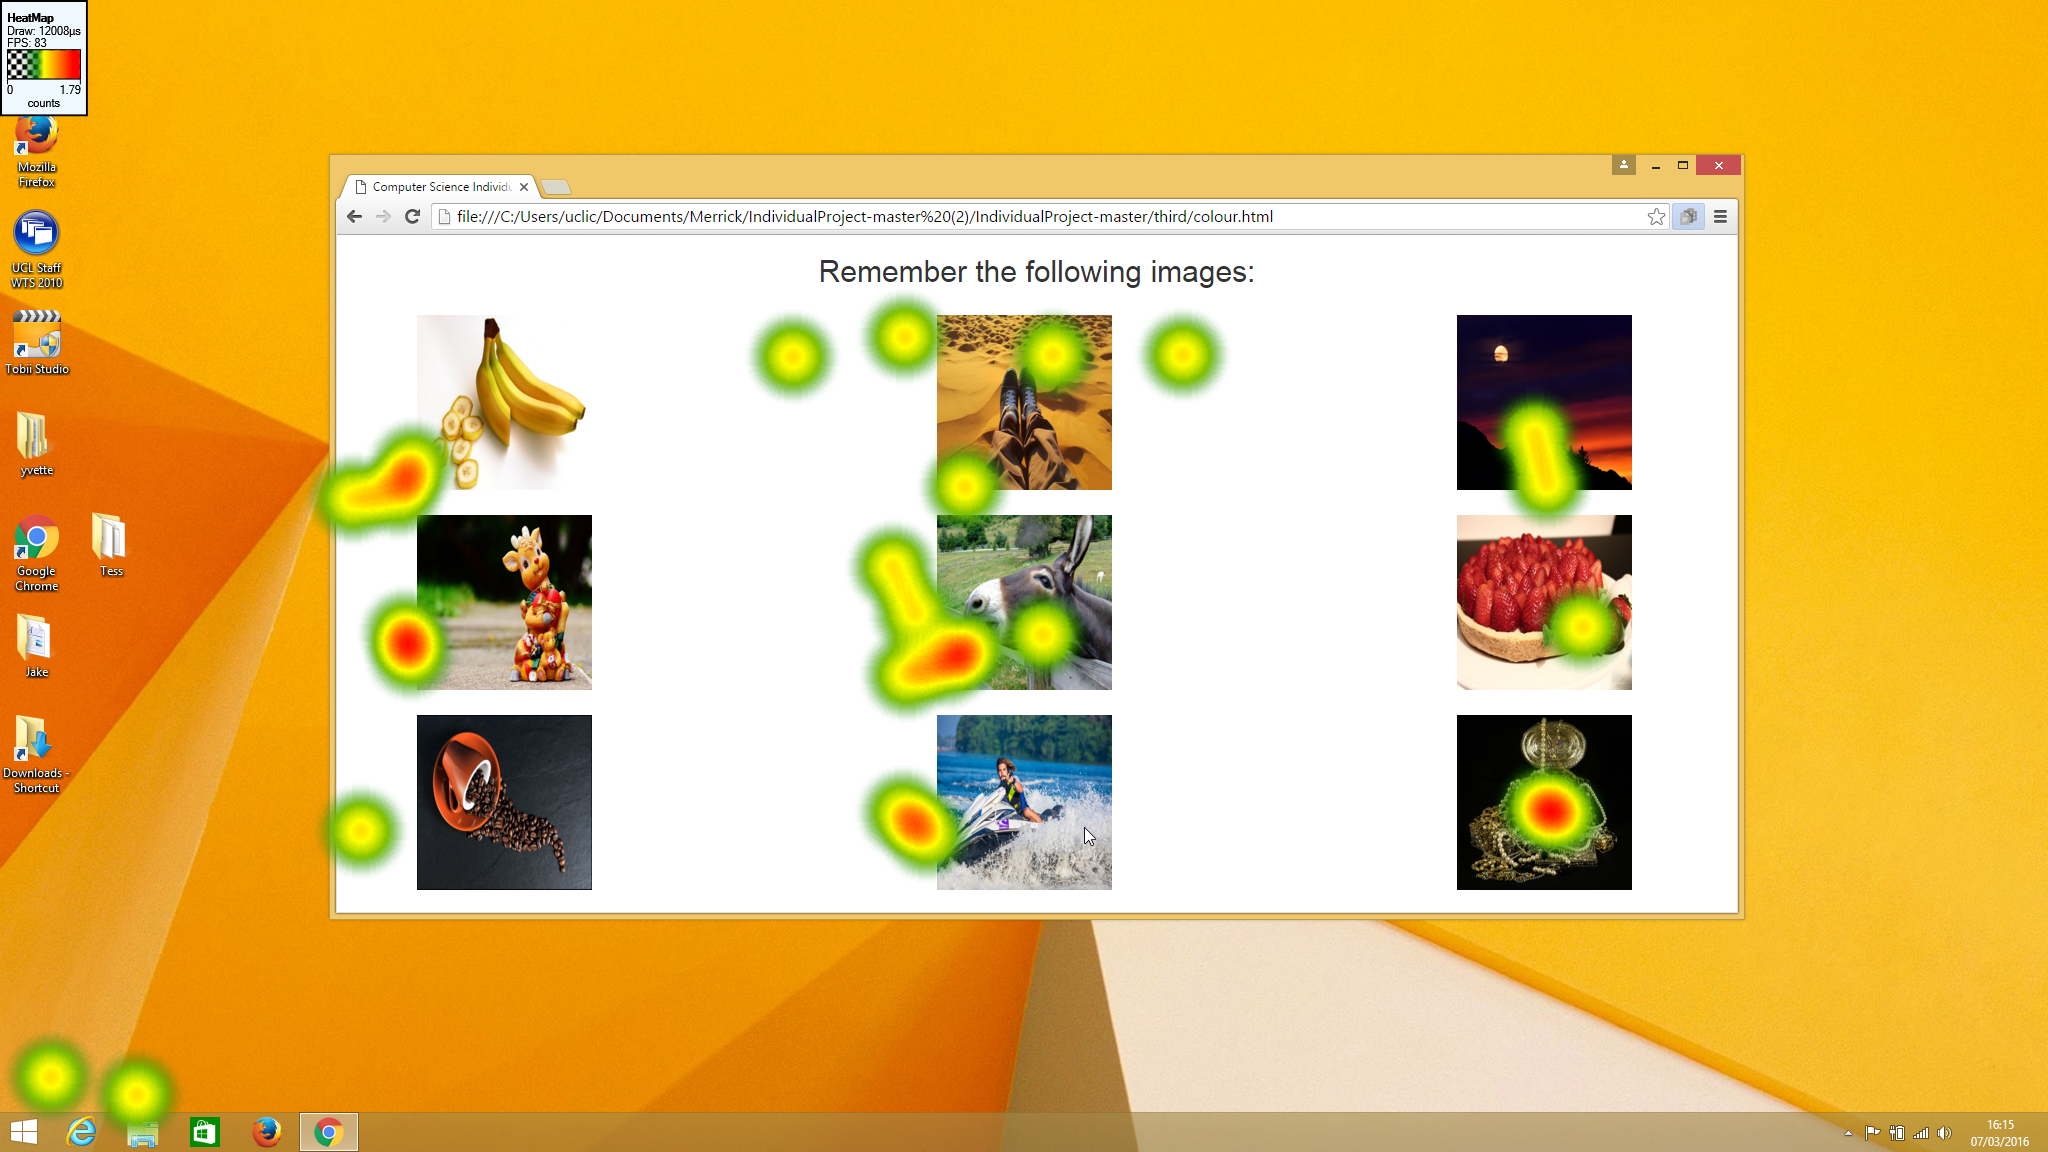 HeatMap
Draw: 12008µs
FPS: 83
0 1.79
counts
Mozilla
Firefox
UCL Staff
WTS 2010
Tobii Studio
yvette
Google
Chrome
Tess
Jake
Downloads -
Shortcut
Computer Science Individu
file:///C:/Users/uclic/Documents/Merrick/IndividualProject-master%20(2)/IndividualProject-master/third/colour.html
Remember the following images:
16:15
07/03/2016